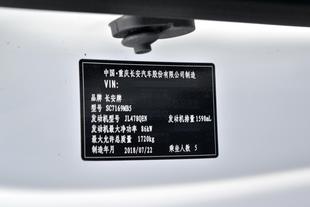 中国·重庆长安汽车股份有限公司制造
VIN:
品牌 长安牌
型号 SC7169MB5
发动机型号 JL478QEN 发动机排量 1598mL
发动机最大净功率 86kW
最大允许总质量 1720kg
制造年月 2018/07/22 乘坐人数 5